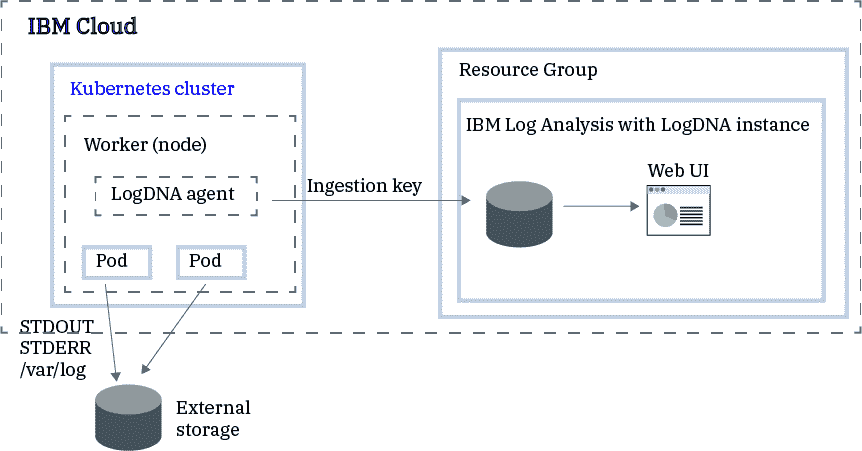 IBM Cloud
Kubernetes cluster
Worker (node)
LogDNA agent
Pod
Pod
Ingestion key
Resource Group
IBM Log Analysis with LogDNA instance
Web UI
STDOUT
STDERR
/var/log
External
storage